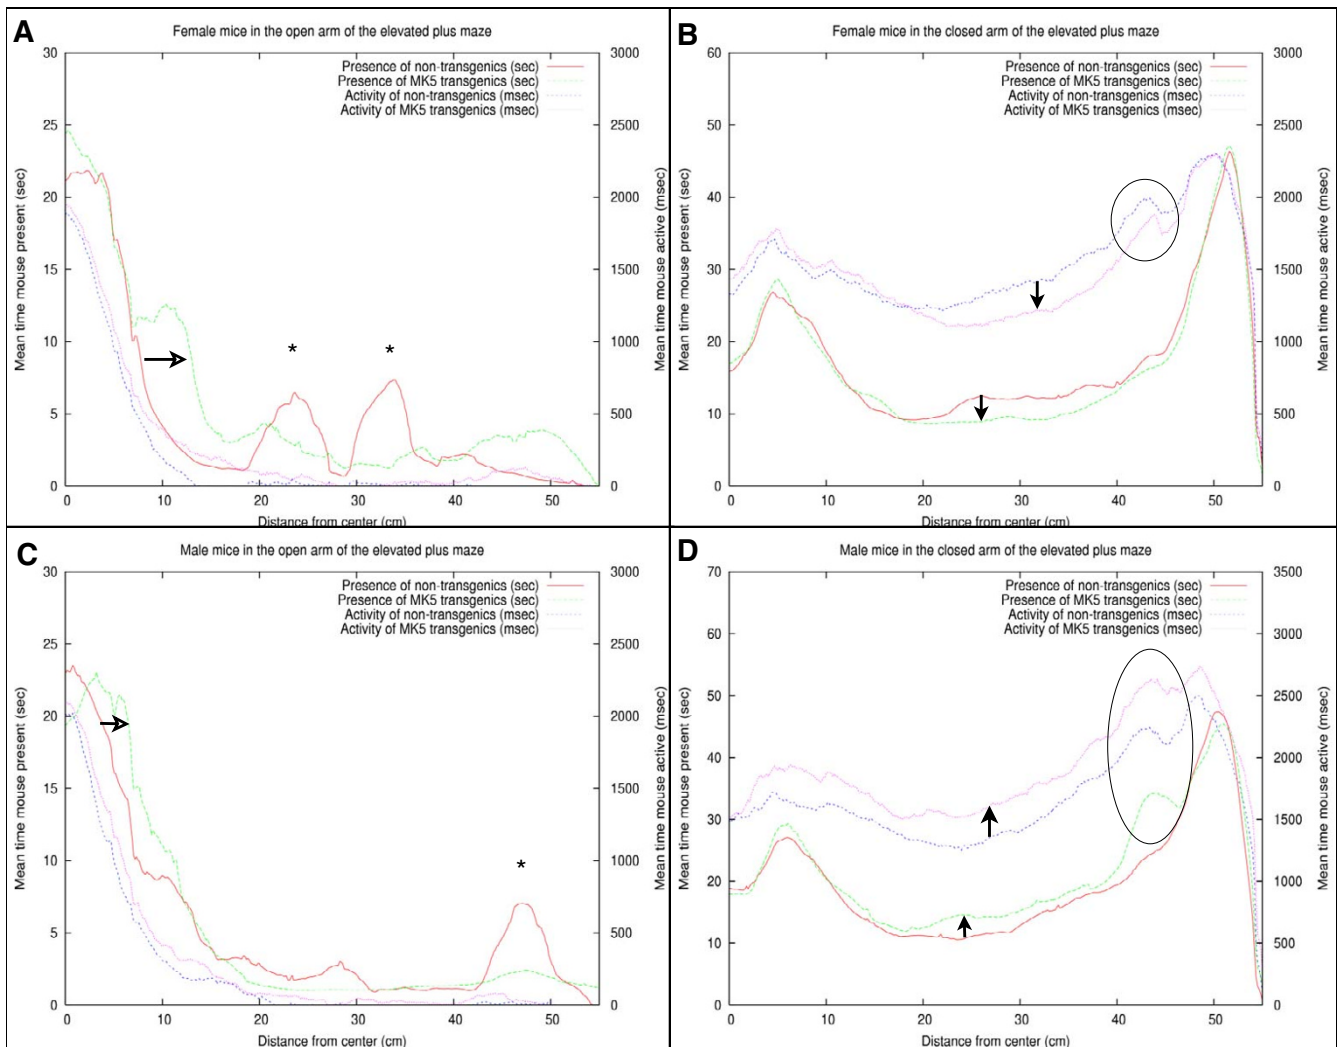 A
Female mice in the open arm of the elevated plus maze
30
25
20
15
10
5
0
3000
2500
2000
1500
1000
500
0
Presence of non-transgenics (sec)
Presence of MK5 transgenics (sec)
Activity of non-transgenics (msec)
Activity of MK5 transgenics (msec)
Mean time mouse present (sec)
Mean time mouse active (msec)
*
*
0 10 20 30 40 50
Distance from center (cm)
B
Female mice in the closed arm of the elevated plus maze
60
50
40
30
20
10
0
3000
2500
2000
1500
1000
500
0
Presence of non-transgenics (sec)
Presence of MK5 transgenics (sec)
Activity of non-transgenics (msec)
Activity of MK5 transgenics (msec)
Mean time mouse present (sec)
Mean time mouse active (msec)
0 10 20 30 40 50
Distance from center (cm)
C
Male mice in the open arm of the elevated plus maze
30
25
20
15
10
5
0
3000
2500
2000
1500
1000
500
0
Presence of non-transgenics (sec)
Presence of MK5 transgenics (sec)
Activity of non-transgenics (msec)
Activity of MK5 transgenics (msec)
Mean time mouse present (sec)
Mean time mouse active (msec)
*
0 10 20 30 40 50
Distance from center (cm)
D
Male mice in the closed arm of the elevated plus maze
70
60
50
40
30
20
10
0
3500
3000
2500
2000
1500
1000
500
0
Presence of non-transgenics (sec)
Presence of MK5 transgenics (sec)
Activity of non-transgenics (msec)
Activity of MK5 transgenics (msec)
Mean time mouse present (sec)
Mean time mouse active (msec)
0 10 20 30 40 50
Distance from center (cm)